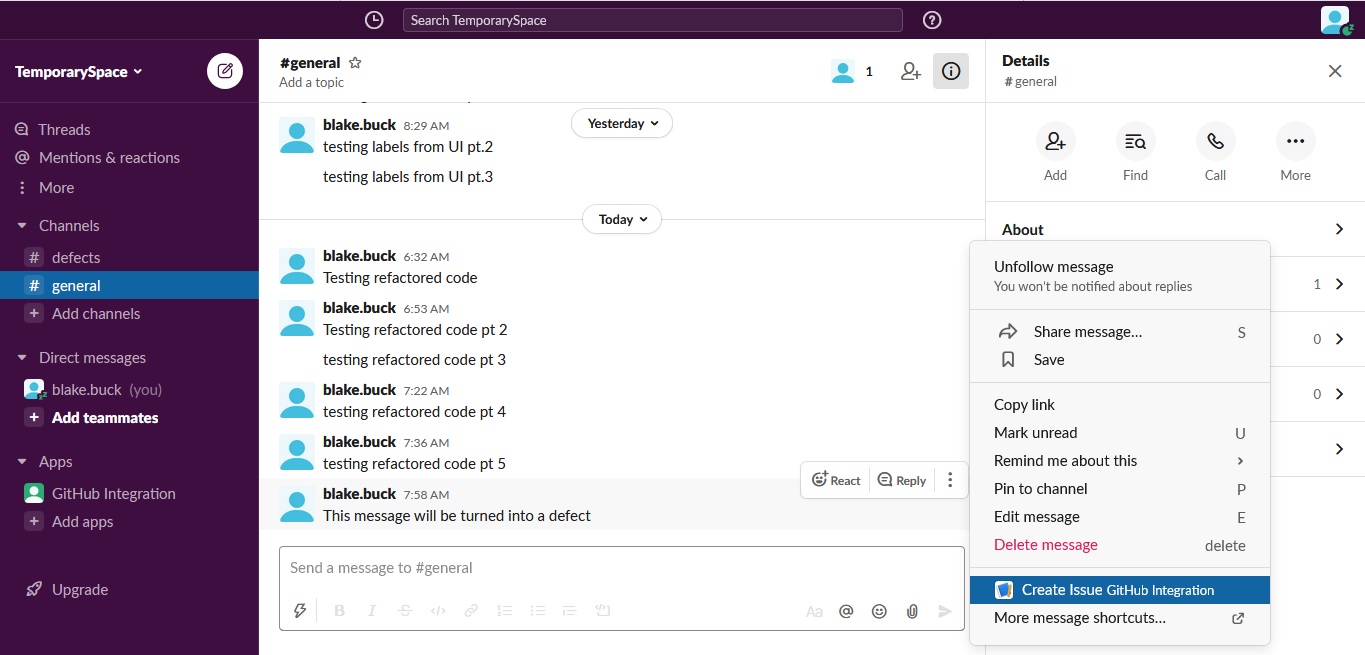 Search TemporarySpace
TemporarySpace
Threads
Mentions & reactions
More
Channels
# defects
# general
+ Add channels
Direct messages
blake.buck (you)
+ Add teammates
Apps
GitHub Integration
+ Add apps
Upgrade
#general
Add a topic
1
Yesterday
blake.buck 8:29 AM
testing labels from UI pt.2
testing labels from UI pt.3
Today
blake.buck 6:32 AM
Testing refactored code
blake.buck 6:53 AM
Testing refactored code pt 2
testing refactored code pt 3
blake.buck 7:22 AM
testing refactored code pt 4
blake.buck 7:36 AM
testing refactored code pt 5
React Reply
blake.buck 7:58 AM
This message will be turned into a defect
Send a message to #general
B I S </> Aa @
Details
# general
Add Find Call More
About
1
0
0
Unfollow message
You won't be notified about replies
Share message... S
Save
Copy link
Mark unread U
Remind me about this
Pin to channel P
Edit message E
Delete message delete
Create Issue GitHub Integration
More message shortcuts...